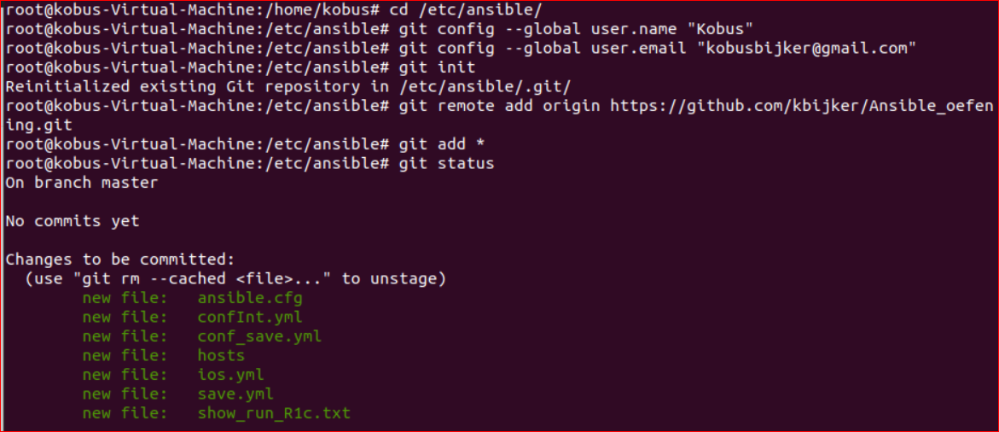 root@kobus-Virtual-Machine:/home/kobus# cd /etc/ansible/
root@kobus-Virtual-Machine:/etc/ansible# git config --global user.name "Kobus"
root@kobus-Virtual-Machine:/etc/ansible# git config --global user.email "kobusbijker@gmail.com"
root@kobus-Virtual-Machine:/etc/ansible# git init
Reinitialized existing Git repository in /etc/ansible/.git/
root@kobus-Virtual-Machine:/etc/ansible# git remote add origin https://github.com/kbijker/Ansible_oefen
ing.git
root@kobus-Virtual-Machine:/etc/ansible# git add *
root@kobus-Virtual-Machine:/etc/ansible# git status
On branch master
No commits yet
Changes to be committed:
  (use "git rm --cached <file>..." to unstage)
        new file:   ansible.cfg
        new file:   confInt.yml
        new file:   conf_save.yml
        new file:   hosts
        new file:   ios.yml
        new file:   save.yml
        new file:   show_run_R1c.txt